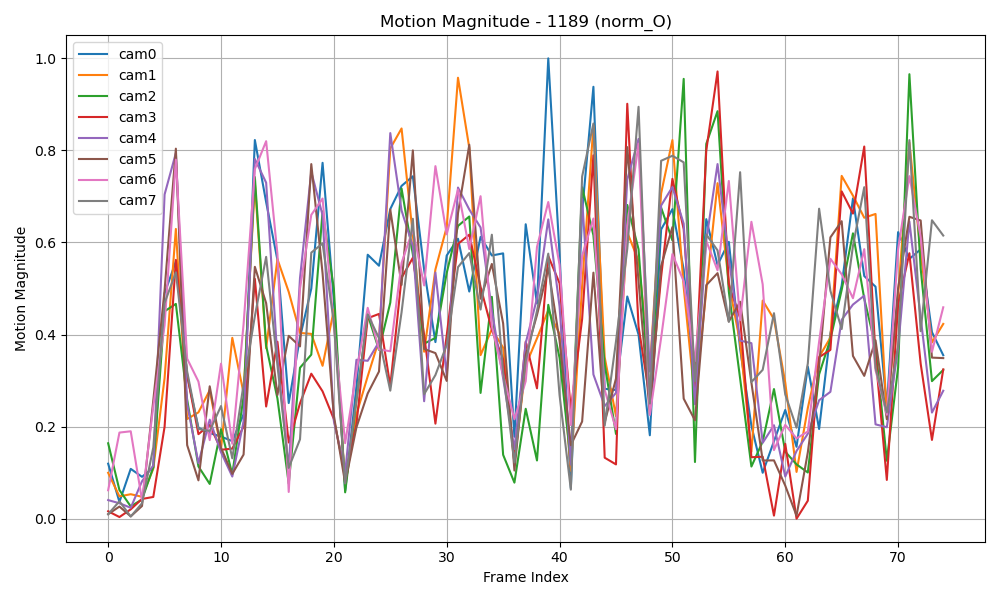 Motion Magnitude - 1189 (norm_O)
cam0
cam1
cam2
cam3
cam4
cam5
cam6
cam7
Motion Magnitude
1.0
0.8
0.6
0.4
0.2
0.0
0 10 20 30 40 50 60 70
Frame Index